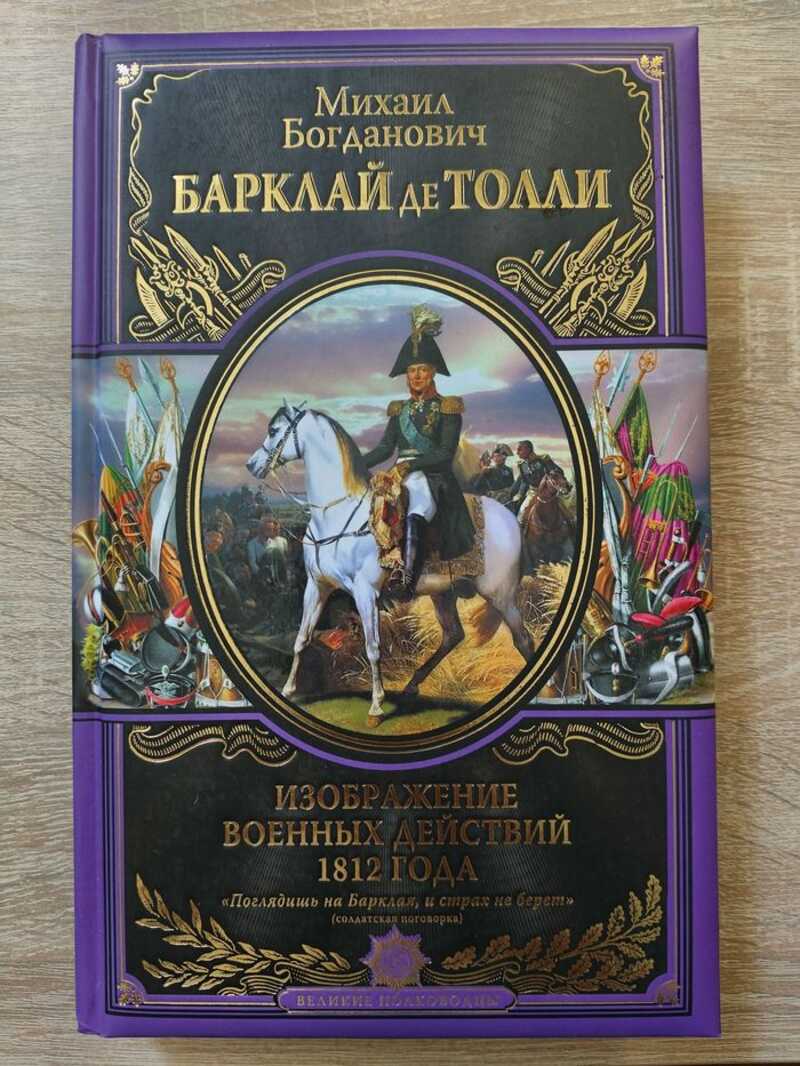 Михаил
Богданович
БАРКЛАЙ ДЕ ТОЛЛИ
ИЗОБРАЖЕНИЕ
ВОЕННЫХ ДЕЙСТВИЙ
1812 ГОДА
«Поглядишь на Барклая, и страх не берет»
(солдатская поговорка)
ВЕЛИКИЕ ПОЛКОВОДЦЫ